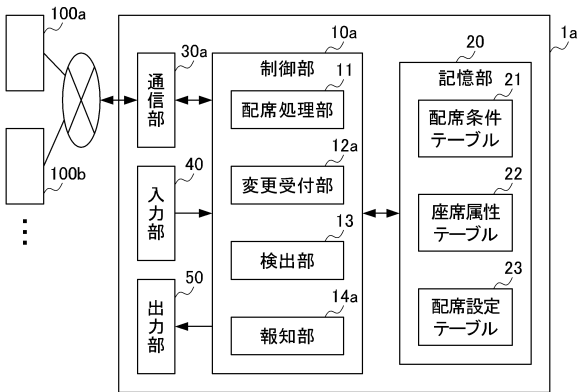 100a
100b
1a
30a
通信部
40
入力部
50
出力部
10a
制御部
11
配席処理部
12a
変更受付部
13
検出部
14a
報知部
20
記憶部
21
配席条件
テーブル
22
座席属性
テーブル
23
配席設定
テーブル